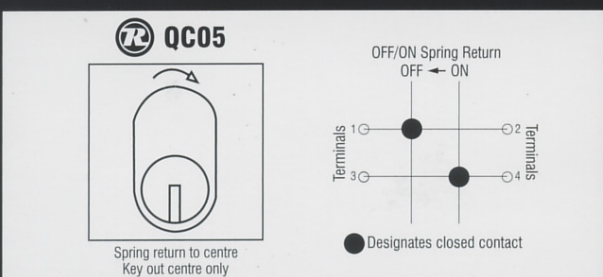 R QC05
Spring return to centre
Key out centre only
OFF/ON Spring Return
OFF ← ON
Terminals
1 2
3 4
Terminals
Designates closed contact